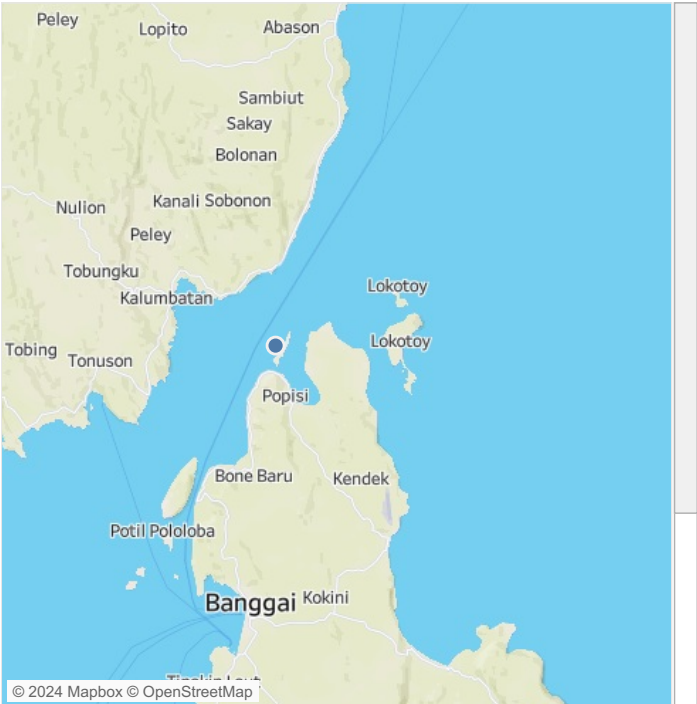 Peley
Lopito
Abason
Sambiut
Sakay
Bolonan
Kanali Sobonon
Nulion
Peley
Tobungku
Kalumbatan
Lokotoy
Lokotoy
Tobing
Tonuson
Popisi
Bone Baru
Kendek
Potil Pololoba
Banggai
Kokini
© 2024 Mapbox © OpenStreetMap